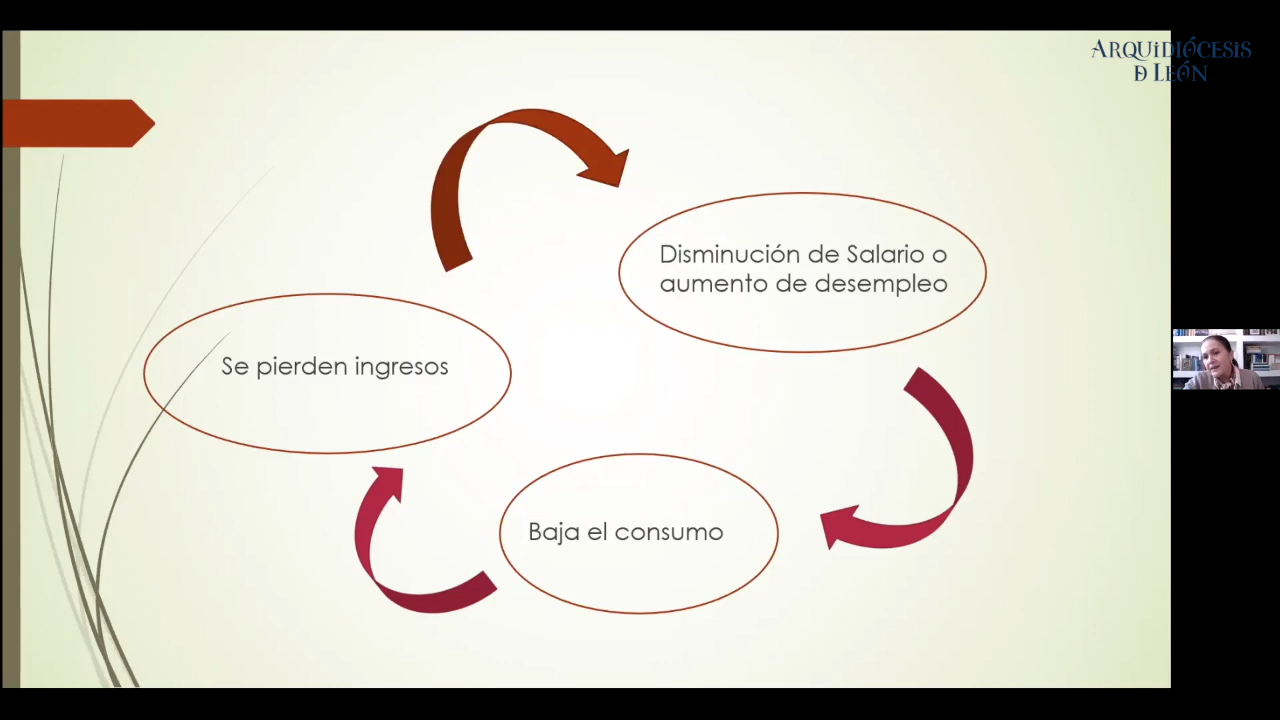 ARQUiDIÓCESiS
D LEÓN
Disminución de Salario o
aumento de desempleo
Se pierden ingresos
Baja el consumo